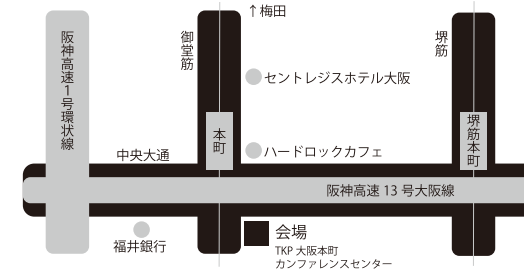 ↑梅田
阪神高速1号環状線
御堂筋
堺筋
セントレジスホテル大阪
本町
堺筋本町
ハードロックカフェ
中央大通
阪神高速 13 号大阪線
福井銀行
会場
TKP 大阪本町
カンファレンスセンター